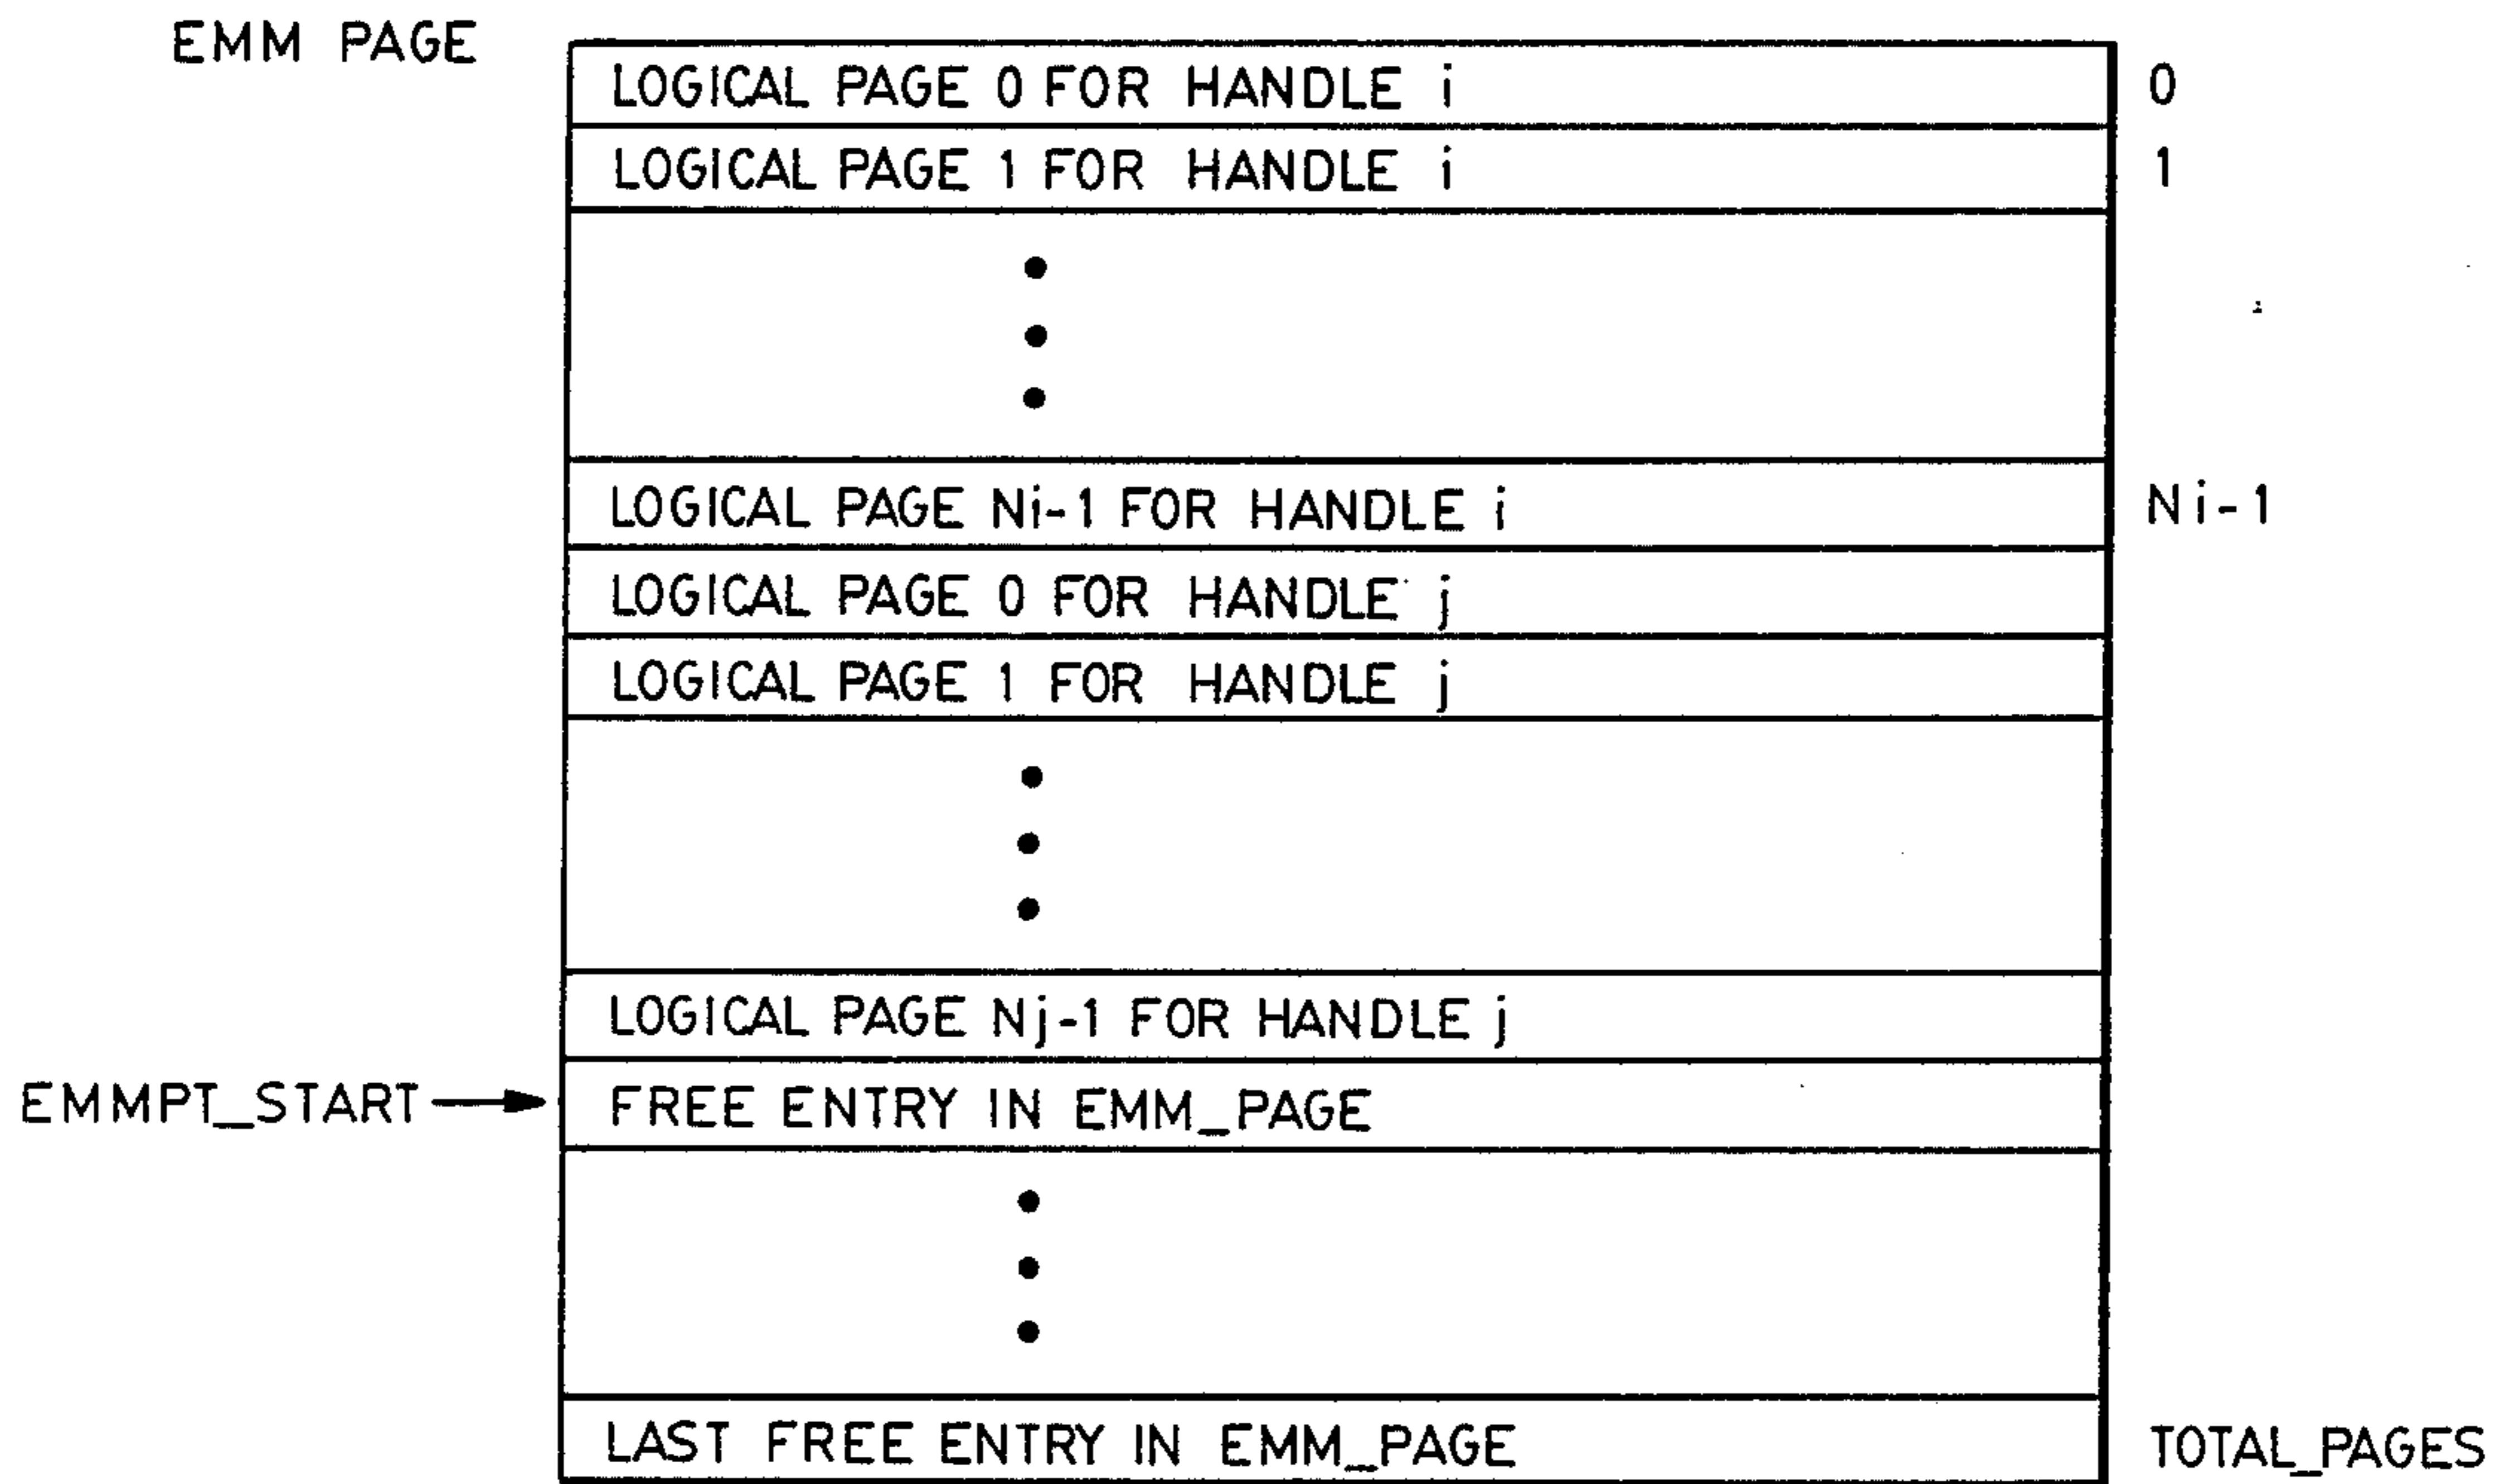 EMM PAGE
LOGICAL PAGE 0 FOR HANDLE i 0
LOGICAL PAGE 1 FOR HANDLE i 1
LOGICAL PAGE Ni-1 FOR HANDLE i Ni-1
LOGICAL PAGE 0 FOR HANDLE j
LOGICAL PAGE 1 FOR HANDLE j
LOGICAL PAGE Nj-1 FOR HANDLE j
EMMPT_START FREE ENTRY IN EMM_PAGE
LAST FREE ENTRY IN EMM_PAGE TOTAL_PAGES